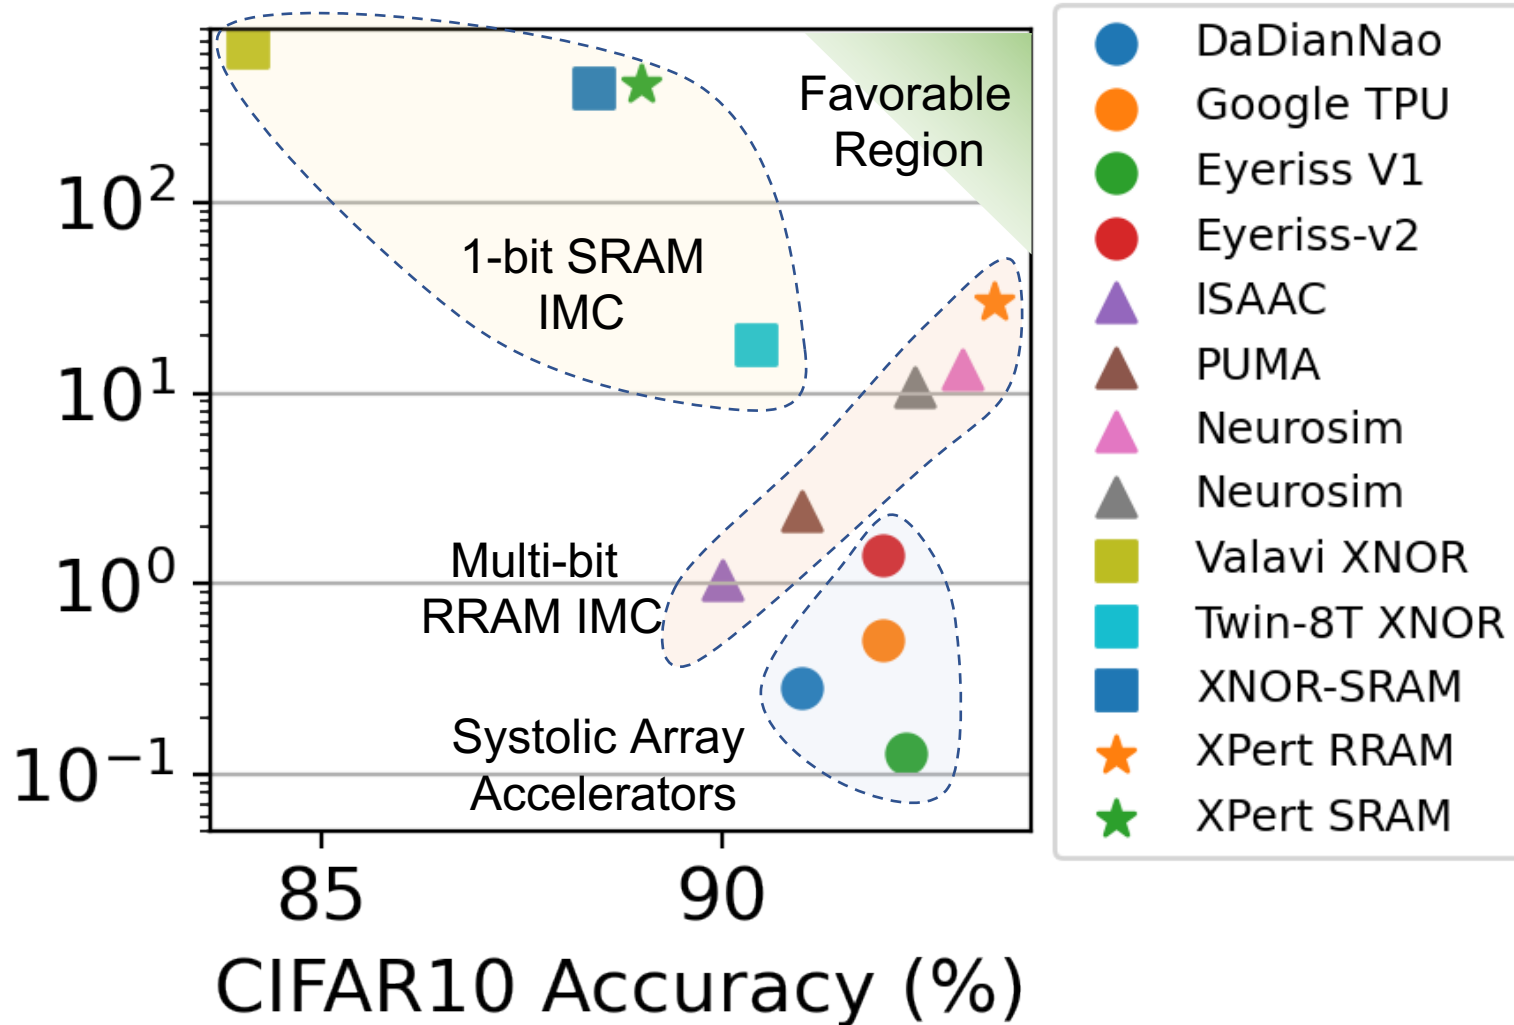 Favorable
Region
10²
1-bit SRAM
IMC
10¹
Multi-bit
RRAM IMC
10⁰
Systolic Array
Accelerators
10⁻¹
85
90
CIFAR10 Accuracy (%)
DaDianNao
Google TPU
Eyeriss V1
Eyeriss-v2
ISAAC
PUMA
Neurosim
Neurosim
Valavi XNOR
Twin-8T XNOR
XNOR-SRAM
XPert RRAM
XPert SRAM